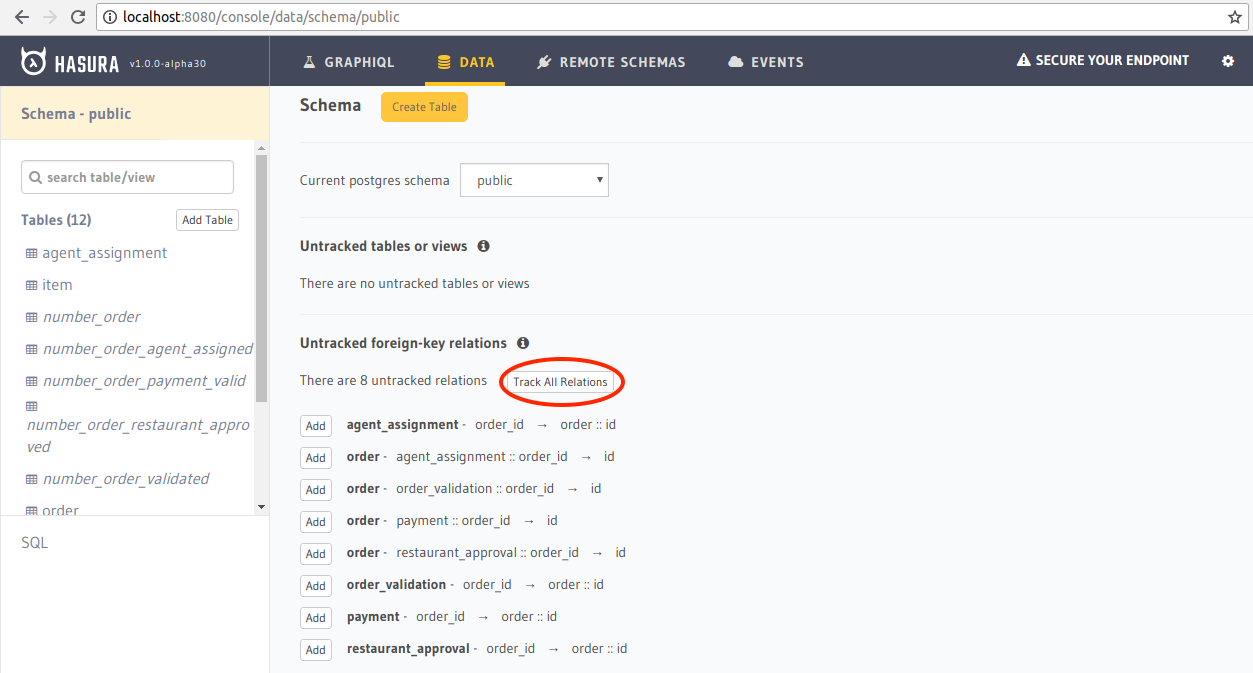 localhost:8080/console/data/schema/public
HASURA v1.0.0-alpha30
GRAPHIQL
DATA
REMOTE SCHEMAS
EVENTS
SECURE YOUR ENDPOINT
Schema - public
search table/view
Tables (12)
Add Table
agent_assignment
item
number_order
number_order_agent_assigned
number_order_payment_valid
number_order_restaurant_appro
ved
number_order_validated
order
SQL
Schema
Create Table
Current postgres schema
public
Untracked tables or views
There are no untracked tables or views
Untracked foreign-key relations
There are 8 untracked relations
Track All Relations
Add agent_assignment - order_id → order :: id
Add order - agent_assignment :: order_id → id
Add order - order_validation :: order_id → id
Add order - payment :: order_id → id
Add order - restaurant_approval :: order_id → id
Add order_validation - order_id → order :: id
Add payment - order_id → order :: id
Add restaurant_approval - order_id → order :: id